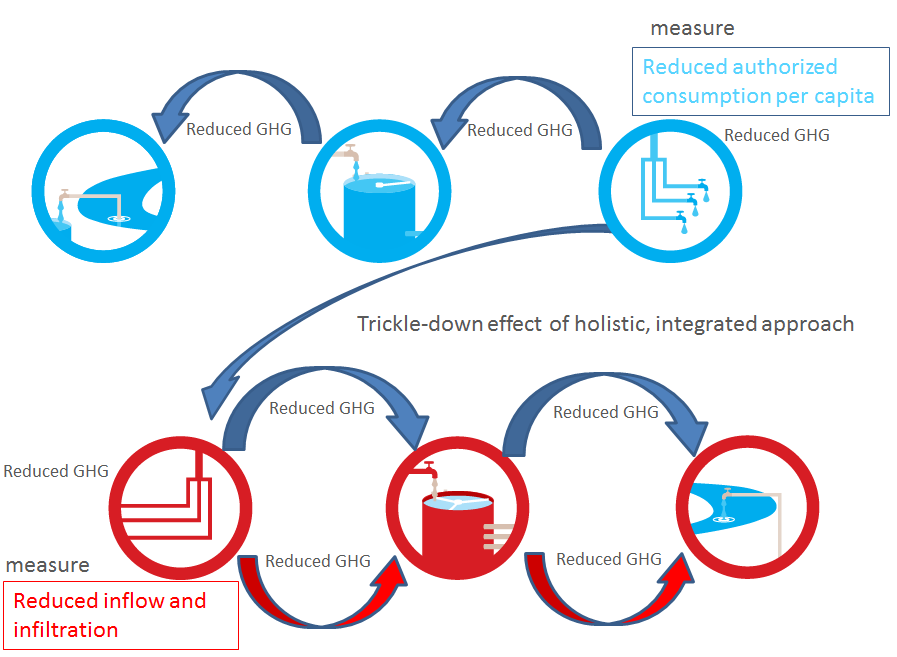 measure
Reduced authorized
consumption per capita
Reduced GHG
Reduced GHG
Reduced GHG
Trickle-down effect of holistic, integrated approach
Reduced GHG
Reduced GHG
Reduced GHG
Reduced GHG
Reduced GHG
measure
Reduced inflow and
infiltration